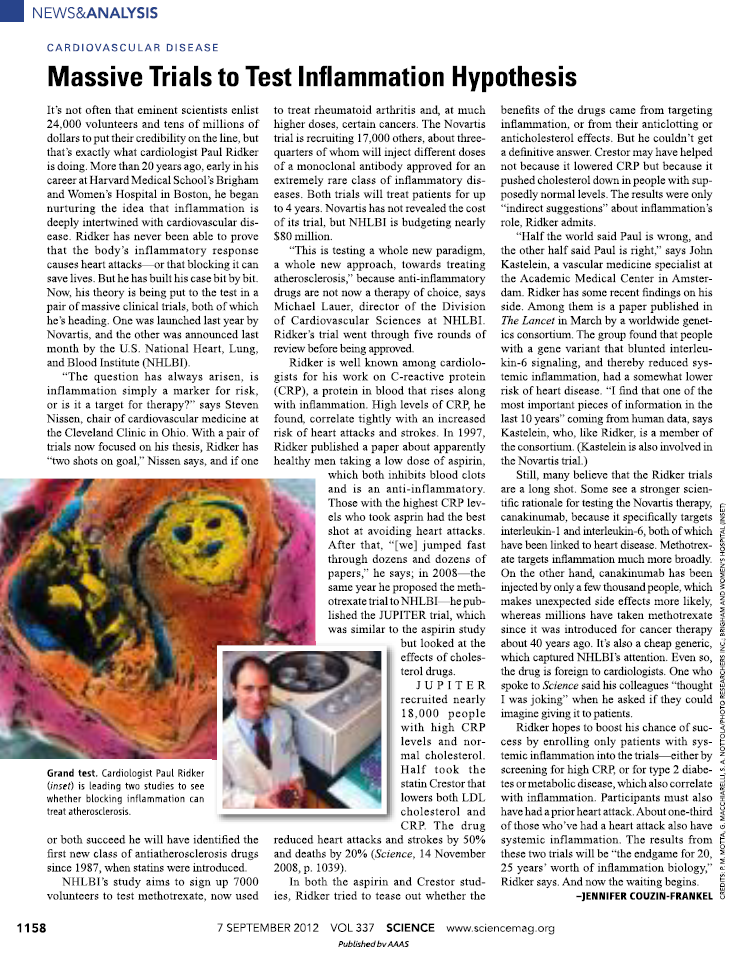 NEWS&ANALYSIS
CARDIOVASCULAR DISEASE
Massive Trials to Test Inflammation Hypothesis
It's not often that eminent scientists enlist
24,000 volunteers and tens of millions of
dollars to put their credibility on the line, but
that's exactly what cardiologist Paul Ridker
is doing. More than 20 years ago, early in his
career at Harvard Medical School's Brigham
and Women's Hospital in Boston, he began
nurturing the idea that inflammation is
deeply intertwined with cardiovascular dis-
ease. Ridker has never been able to prove
that the body's inflammatory response
causes heart attacks—or that blocking it can
save lives. But he has built his case bit by bit.
Now, his theory is being put to the test in a
pair of massive clinical trials, both of which
he's heading. One was launched last year by
Novartis, and the other was announced last
month by the U.S. National Heart, Lung,
and Blood Institute (NHLBI).
"The question has always arisen, is
inflammation simply a marker for risk,
or is it a target for therapy?" says Steven
Nissen, chair of cardiovascular medicine at
the Cleveland Clinic in Ohio. With a pair of
trials now focused on his thesis, Ridker has
"two shots on goal," Nissen says, and if one
Grand test. Cardiologist Paul Ridker
(inset) is leading two studies to see
whether blocking inflammation can
treat atherosclerosis.
or both succeed he will have identified the
first new class of antiatherosclerosis drugs
since 1987, when statins were introduced.
NHLBI's study aims to sign up 7000
volunteers to test methotrexate, now used
to treat rheumatoid arthritis and, at much
higher doses, certain cancers. The Novartis
trial is recruiting 17,000 others, about three-
quarters of whom will inject different doses
of a monoclonal antibody approved for an
extremely rare class of inflammatory dis-
eases. Both trials will treat patients for up
to 4 years. Novartis has not revealed the cost
of its trial, but NHLBI is budgeting nearly
$80 million.
"This is testing a whole new paradigm,
a whole new approach, towards treating
atherosclerosis," because anti-inflammatory
drugs are not now a therapy of choice, says
Michael Lauer, director of the Division
of Cardiovascular Sciences at NHLBI.
Ridker's trial went through five rounds of
review before being approved.
Ridker is well known among cardiolo-
gists for his work on C-reactive protein
(CRP), a protein in blood that rises along
with inflammation. High levels of CRP, he
found, correlate tightly with an increased
risk of heart attacks and strokes. In 1997,
Ridker published a paper about apparently
healthy men taking a low dose of aspirin,
which both inhibits blood clots
and is an anti-inflammatory.
Those with the highest CRP lev-
els who took asprin had the best
shot at avoiding heart attacks.
After that, "[we] jumped fast
through dozens and dozens of
papers," he says; in 2008—the
same year he proposed the meth-
otrexate trial to NHLBI—he pub-
lished the JUPITER trial, which
was similar to the aspirin study
but looked at the
effects of choles-
terol drugs.
JUPITER
recruited nearly
18,000 people
with high CRP
levels and nor-
mal cholesterol.
Half took the
statin Crestor that
lowers both LDL
cholesterol and
CRP. The drug
reduced heart attacks and strokes by 50%
and deaths by 20% (Science, 14 November
2008, p. 1039).
In both the aspirin and Crestor stud-
ies, Ridker tried to tease out whether the
benefits of the drugs came from targeting
inflammation, or from their anticlotting or
anticholesterol effects. But he couldn't get
a definitive answer. Crestor may have helped
not because it lowered CRP but because it
pushed cholesterol down in people with sup-
posedly normal levels. The results were only
"indirect suggestions" about inflammation's
role, Ridker admits.
"Half the world said Paul is wrong, and
the other half said Paul is right," says John
Kastelein, a vascular medicine specialist at
the Academic Medical Center in Amster-
dam. Ridker has some recent findings on his
side. Among them is a paper published in
The Lancet in March by a worldwide genet-
ics consortium. The group found that people
with a gene variant that blunted interleu-
kin-6 signaling, and thereby reduced sys-
temic inflammation, had a somewhat lower
risk of heart disease. "I find that one of the
most important pieces of information in the
last 10 years" coming from human data, says
Kastelein, who, like Ridker, is a member of
the consortium. (Kastelein is also involved in
the Novartis trial.)
Still, many believe that the Ridker trials
are a long shot. Some see a stronger scien-
tific rationale for testing the Novartis therapy,
canakinumab, because it specifically targets
interleukin-1 and interleukin-6, both of which
have been linked to heart disease. Methotrex-
ate targets inflammation much more broadly.
On the other hand, canakinumab has been
injected by only a few thousand people, which
makes unexpected side effects more likely,
whereas millions have taken methotrexate
since it was introduced for cancer therapy
about 40 years ago. It's also a cheap generic,
which captured NHLBI's attention. Even so,
the drug is foreign to cardiologists. One who
spoke to Science said his colleagues "thought
I was joking" when he asked if they could
imagine giving it to patients.
Ridker hopes to boost his chance of suc-
cess by enrolling only patients with sys-
temic inflammation into the trials—either by
screening for high CRP, or for type 2 diabe-
tes or metabolic disease, which also correlate
with inflammation. Participants must also
have had a prior heart attack. About one-third
of those who've had a heart attack also have
systemic inflammation. The results from
these two trials will be "the endgame for 20,
25 years' worth of inflammation biology,"
Ridker says. And now the waiting begins.
–JENNIFER COUZIN-FRANKEL
CREDITS: P. M. MOTTA, G. MACCHIARELLI, S. A. NOTTOLA/PHOTO RESEARCHERS INC.; BRIGHAM AND WOMEN'S HOSPITAL (INSET)
1158
7 SEPTEMBER 2012 VOL 337 SCIENCE www.sciencemag.org
Published by AAAS